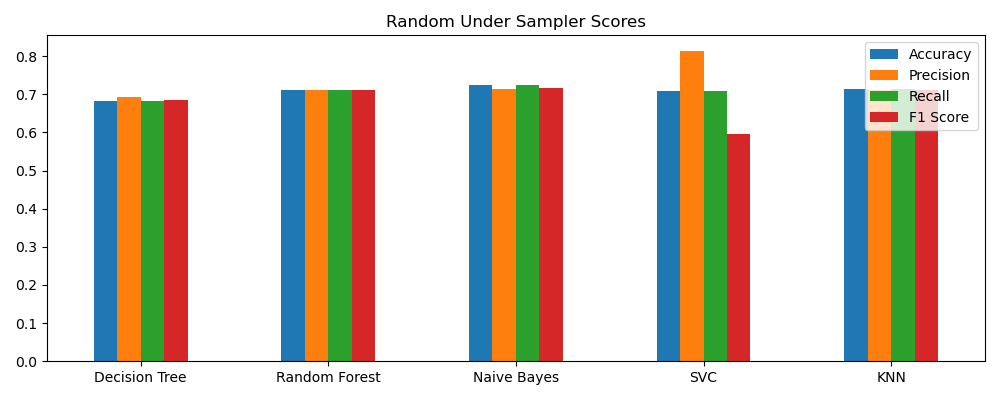 Random Under Sampler Scores
0.8
0.7
0.6
0.5
0.4
0.3
0.2
0.1
0.0
Accuracy
Precision
Recall
F1 Score
Decision Tree
Random Forest
Naive Bayes
SVC
KNN